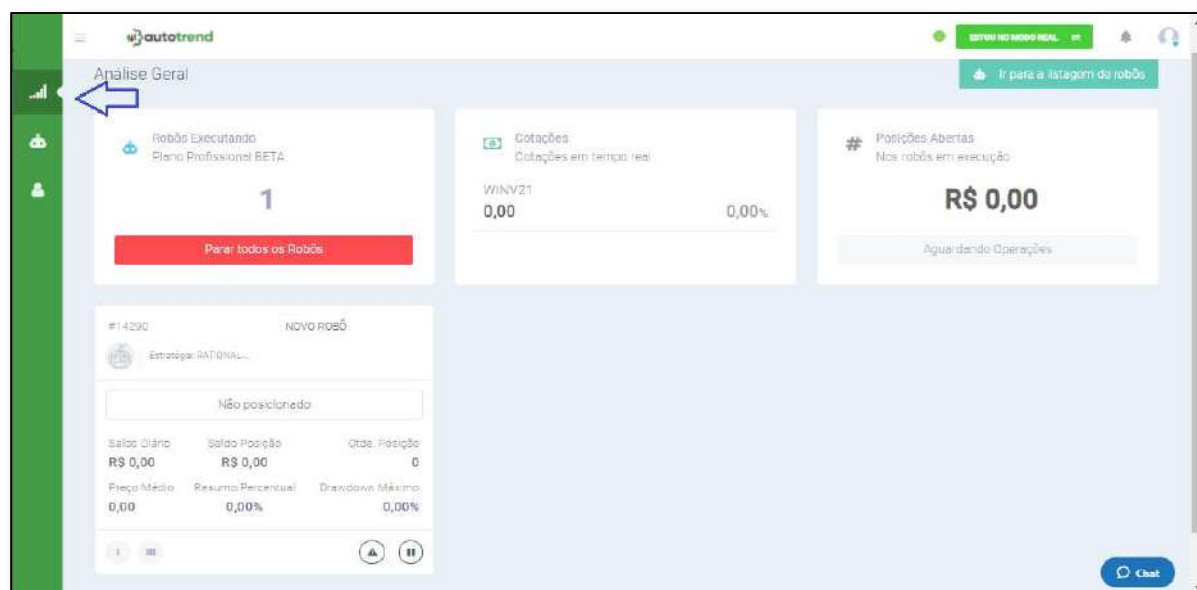 autotrend
ESTOU NO MODO REAL
Análise Geral
Ir para a listagem de robôs
Robôs Executando
Plano Profissional BETA
1
Parar todos os Robôs
Cotações
Cotações em tempo real
WINV21
0,00 0,00%
# Posições Abertas
Nos robôs em execução
R$ 0,00
Aguardando Operações
#14290 NOVO ROBÔ
Estratégia: RATIONAL...
Não posicionado
Saldo Diário Saldo Posição Qtde. Posição
R$ 0,00 R$ 0,00 0
Preço Médio Resumo Percentual Drawdown Máximo
0,00 0,00% 0,00%
Chat